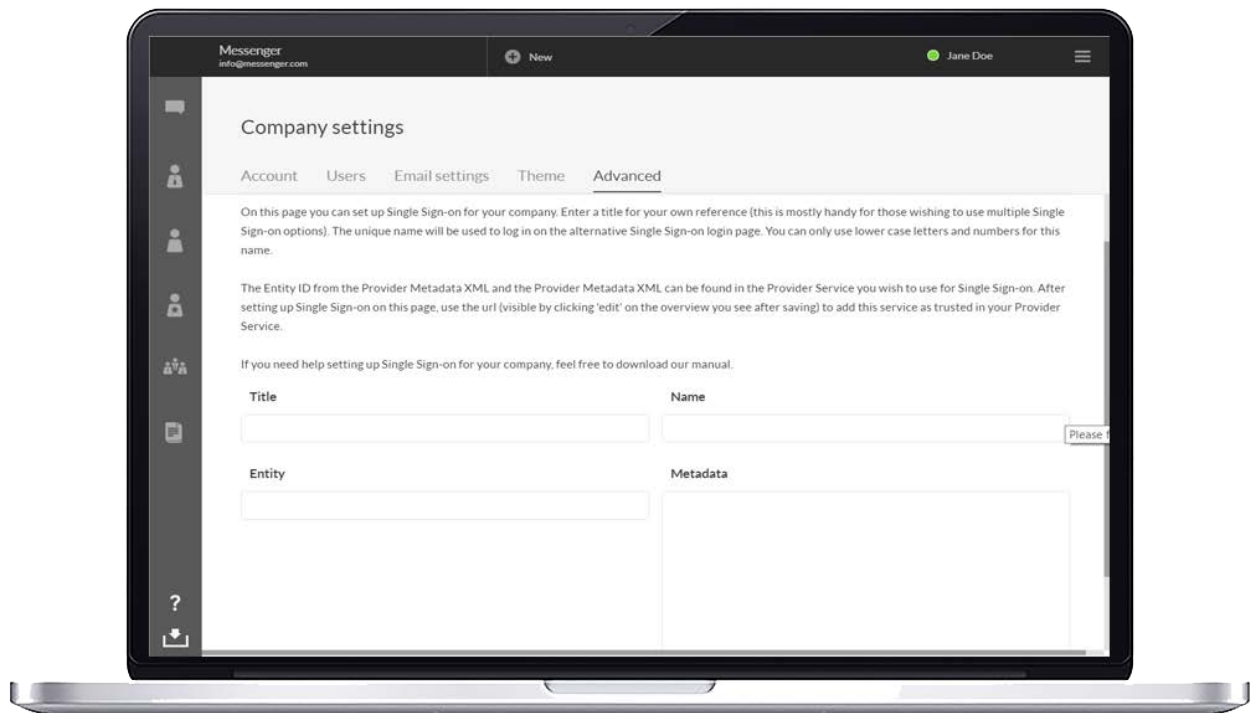 Messenger
info@messenger.com
New
Jane Doe
Company settings
Account Users Email settings Theme Advanced
On this page you can set up Single Sign-on for your company. Enter a title for your own reference (this is mostly handy for those wishing to use multiple Single
Sign-on options). The unique name will be used to log in on the alternative Single Sign-on login page. You can only use lower case letters and numbers for this
name.
The Entity ID from the Provider Metadata XML and the Provider Metadata XML can be found in the Provider Service you wish to use for Single Sign-on. After
setting up Single Sign-on on this page, use the url (visible by clicking 'edit' on the overview you see after saving) to add this service as trusted in your Provider
Service.
If you need help setting up Single Sign-on for your company, feel free to download our manual.
Title Name
Please f
Entity Metadata
?